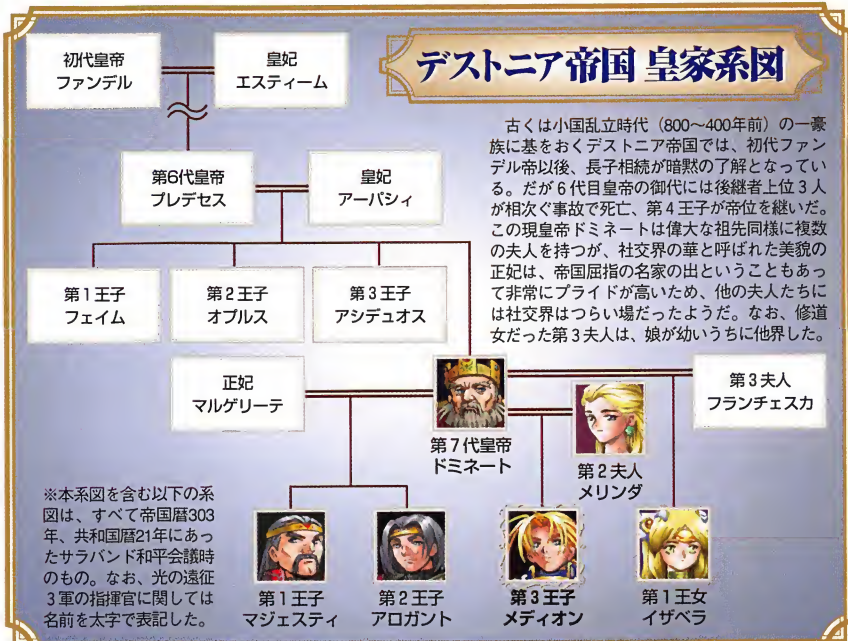 デストニア帝国 皇家系図
初代皇帝
ファンデル
皇妃
エスティーム
古くは小国乱立時代（800〜400年前）の一豪
族に基をおくデストニア帝国では、初代ファン
デル帝以後、長子相続が暗黙の了解となってい
る。だが6代目皇帝の御代には後継者上位3人
が相次ぐ事故で死亡、第4王子が帝位を継いだ。
この現皇帝ドミネートは偉大な祖先同様に複数
の夫人を持つが、社交界の華と呼ばれた美貌の
正妃は、帝国屈指の名家の出ということもあっ
て非常にプライドが高いため、他の夫人たちに
は社交界はつらい場だったようだ。なお、修道
女だった第3夫人は、娘が幼いうちに他界した。
第6代皇帝
プレデセス
皇妃
アーパシィ
第1王子
フェイム
第2王子
オプルス
第3王子
アシデュオス
正妃
マルゲリーテ
第7代皇帝
ドミネート
第2夫人
メリンダ
第3夫人
フランチェスカ
第1王子
マジェスティ
第2王子
アロガント
第3王子
メディオン
第1王女
イザベラ
※本系図を含む以下の系
図は、すべて帝国暦303
年、共和国暦21年にあっ
たサラバンド和平会議時
のもの。なお、光の遠征
3軍の指揮官に関しては
名前を太字で表記した。